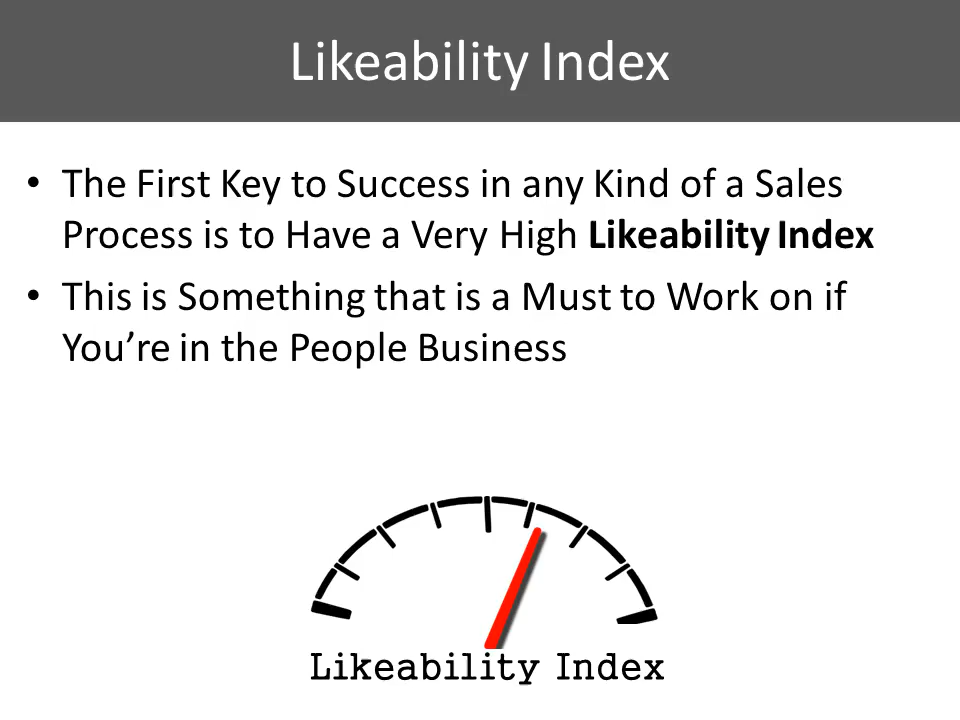 Likeability Index
• The First Key to Success in any Kind of a Sales
Process is to Have a Very High Likeability Index
• This is Something that is a Must to Work on if
You’re in the People Business
Likeability Index